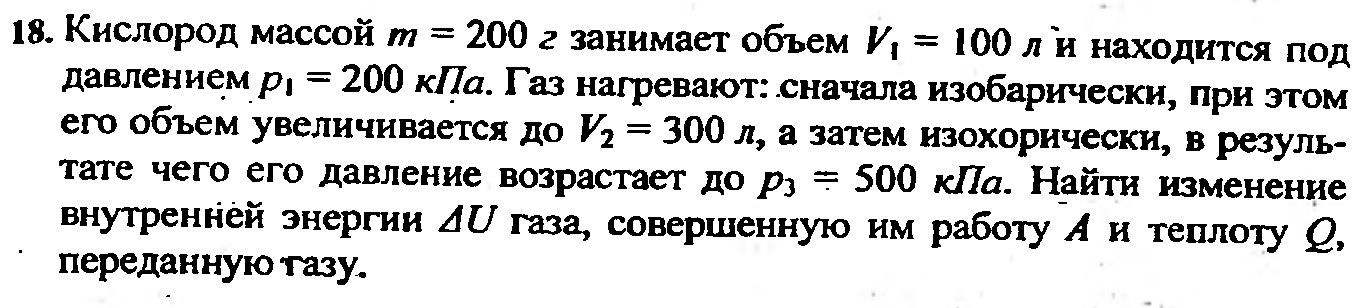 18. Кислород массой m = 200 г занимает объем V₁ = 100 л и находится под
давлением p₁ = 200 кПа. Газ нагревают: сначала изобарически, при этом
его объем увеличивается до V₂ = 300 л, а затем изохорически, в резуль-
тате чего его давление возрастает до p₃ = 500 кПа. Найти изменение
внутренней энергии ΔU газа, совершенную им работу A и теплоту Q,
переданную газу.